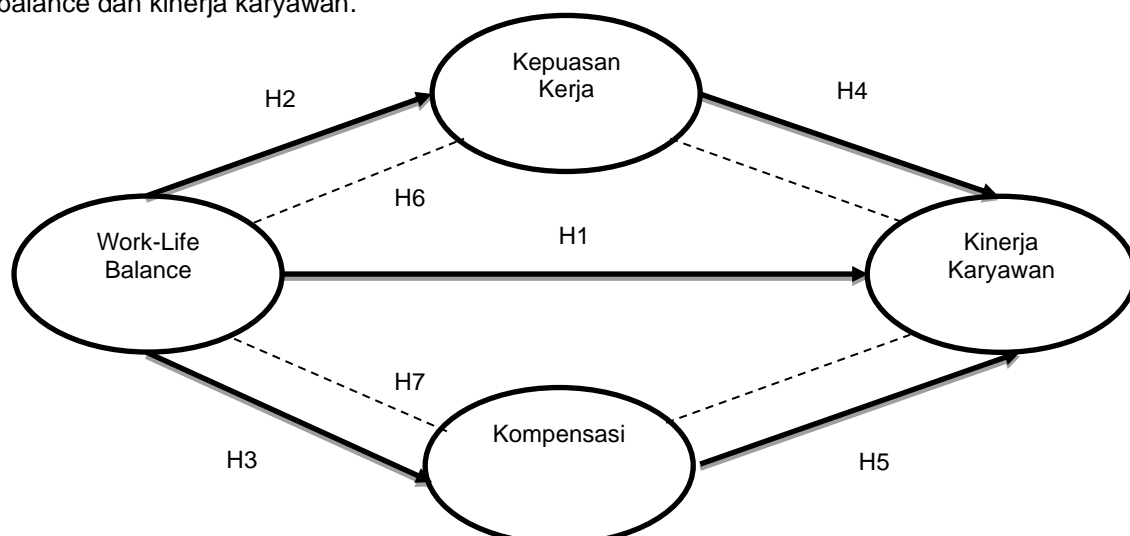 balance dan kinerja karyawan.
Kepuasan
Kerja
H2
H4
H6
H1
Work-Life
Balance
Kinerja
Karyawan
H7
Kompensasi
H3
H5